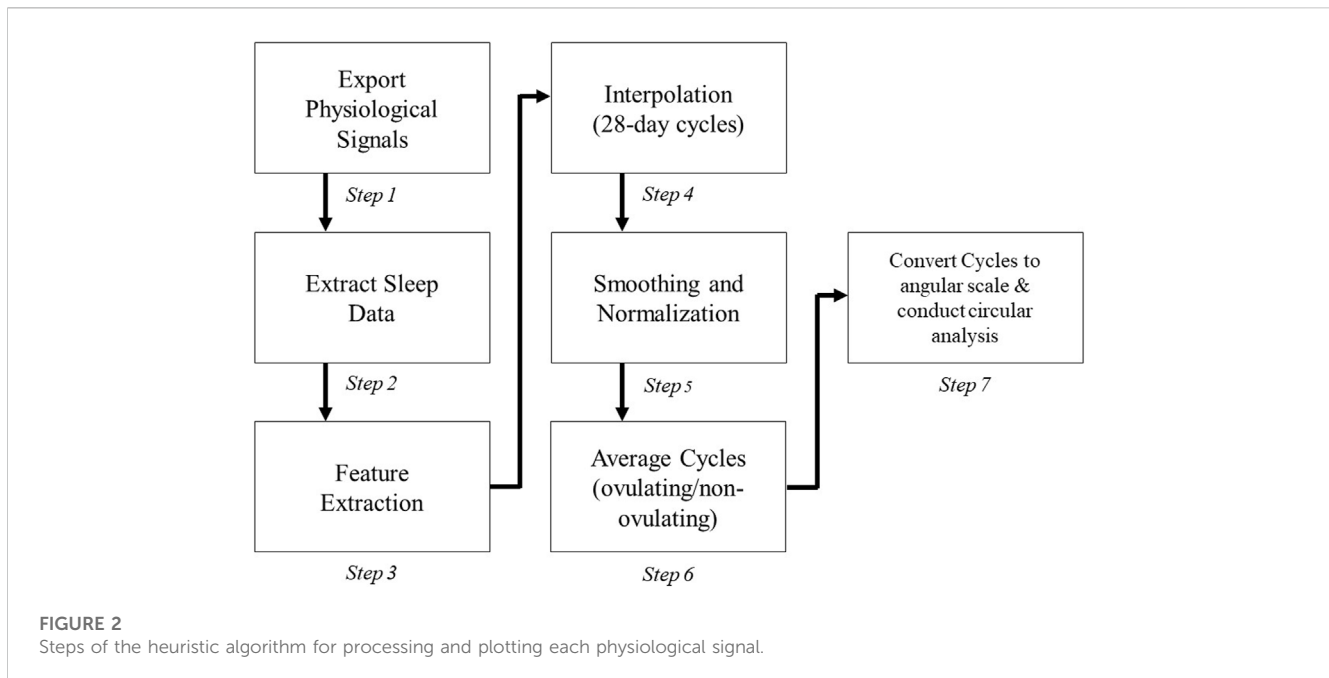 Export
Physiological
Signals
Step 1
Extract Sleep
Data
Step 2
Feature
Extraction
Step 3
Interpolation
(28-day cycles)
Step 4
Smoothing and
Normalization
Step 5
Average Cycles
(ovulating/non-
ovulating)
Step 6
Convert Cycles to
angular scale &
conduct circular
analysis
Step 7
FIGURE 2
Steps of the heuristic algorithm for processing and plotting each physiological signal.